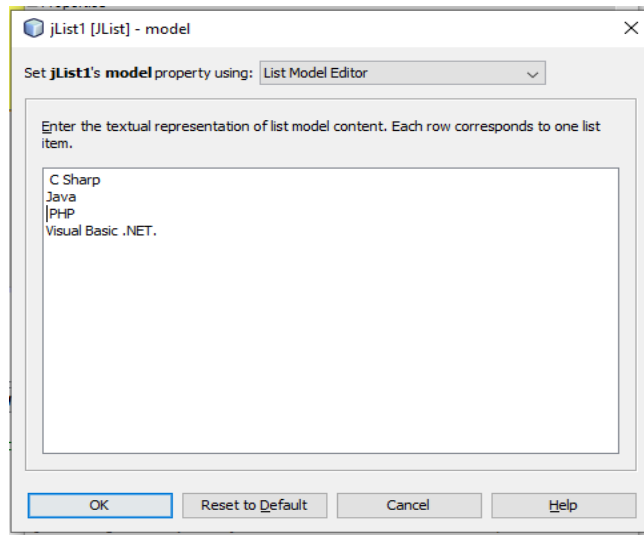 jList1 [JList] - model
Set jList1's model property using: List Model Editor
Enter the textual representation of list model content. Each row corresponds to one list
item.
C Sharp
Java
PHP
Visual Basic .NET.
OK Reset to Default Cancel Help